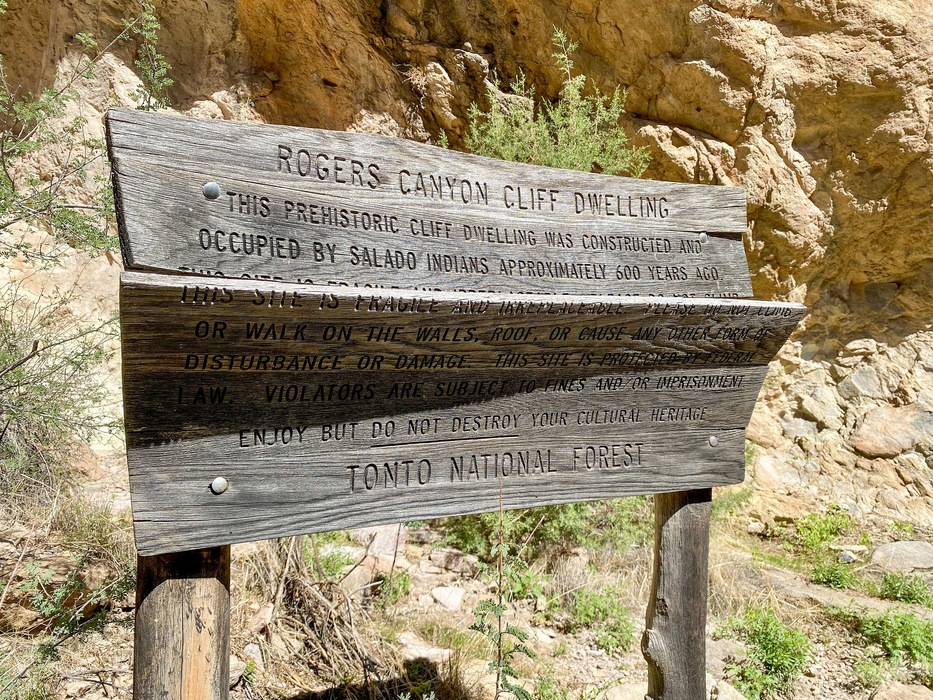 ROGERS CANYON CLIFF DWELLING
THIS PREHISTORIC CLIFF DWELLING WAS CONSTRUCTED AND
OCCUPIED BY SALADO INDIANS APPROXIMATELY 600 YEARS AGO.
THIS SITE IS FRAGILE AND IRREPLACEABLE. PLEASE DO NOT CLIMB
OR WALK ON THE WALLS, ROOF, OR CAUSE ANY OTHER FORM OF
DISTURBANCE OR DAMAGE. THIS SITE IS PROTECTED BY FEDERAL
LAW. VIOLATORS ARE SUBJECT TO FINES AND/OR IMPRISONMENT.
ENJOY BUT DO NOT DESTROY YOUR CULTURAL HERITAGE
TONTO NATIONAL FOREST